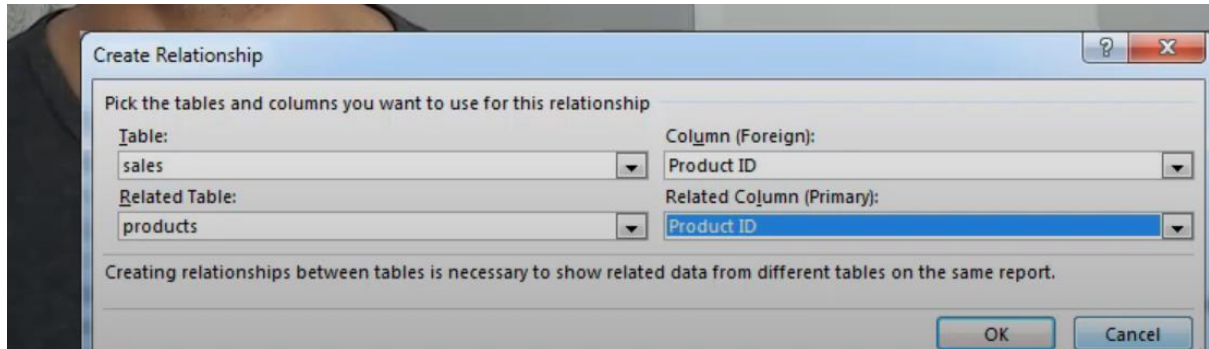 Create Relationship
Pick the tables and columns you want to use for this relationship
Table: Column (Foreign):
sales Product ID
Related Table: Related Column (Primary):
products Product ID
Creating relationships between tables is necessary to show related data from different tables on the same report.
OK Cancel